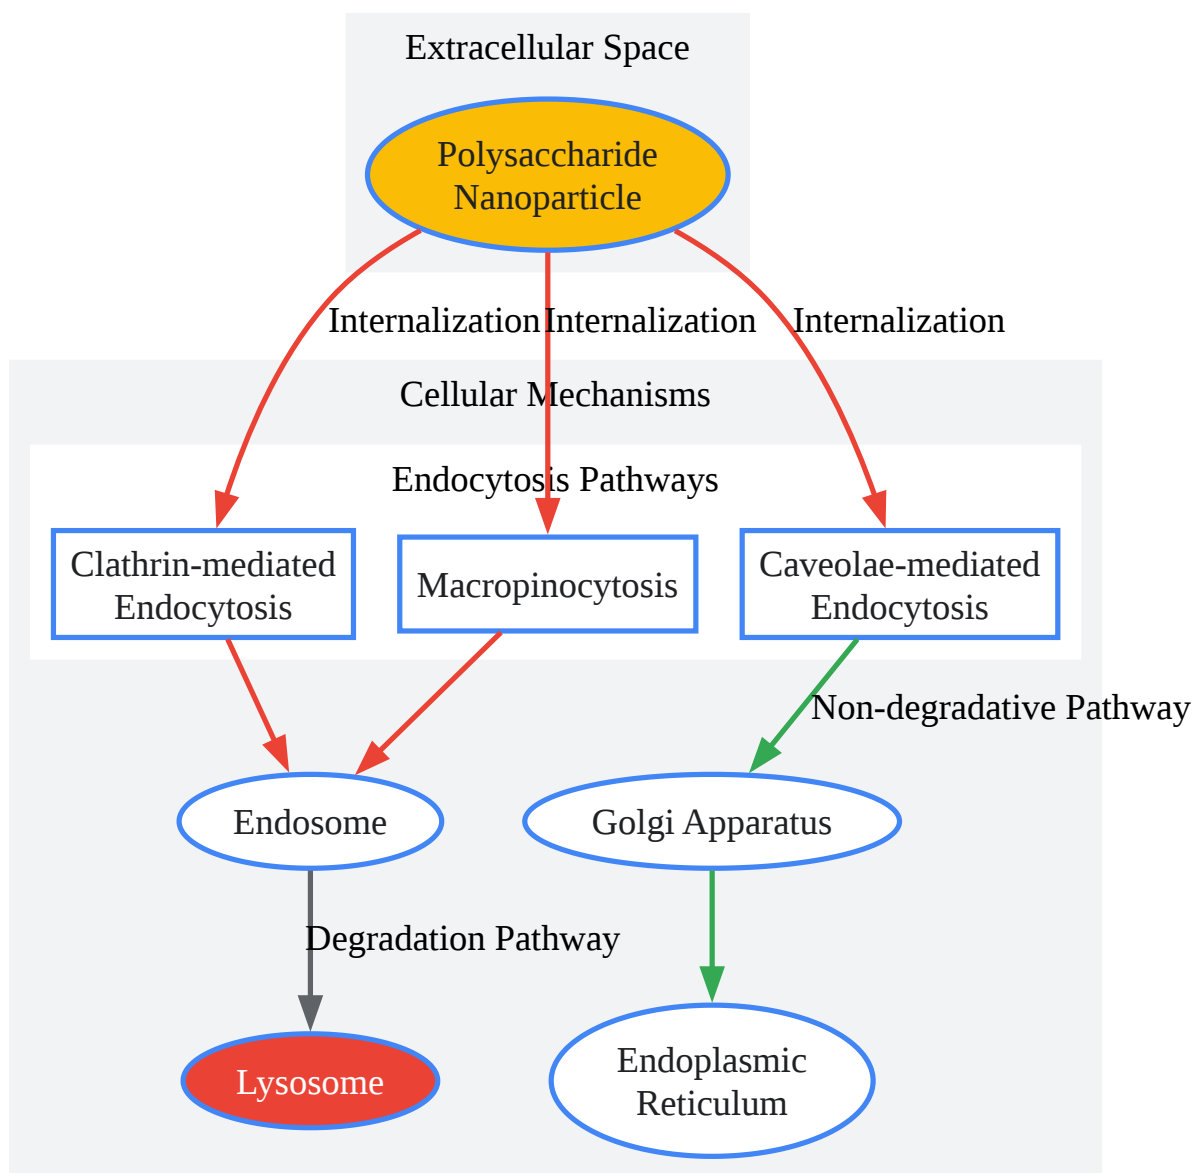 Extracellular Space
Polysaccharide
Nanoparticle
Internalization
Internalization
Internalization
Cellular Mechanisms
Endocytosis Pathways
Clathrin-mediated
Endocytosis
Macropinocytosis
Caveolae-mediated
Endocytosis
Non-degradative Pathway
Endosome
Golgi Apparatus
Degradation Pathway
Lysosome
Endoplasmic
Reticulum